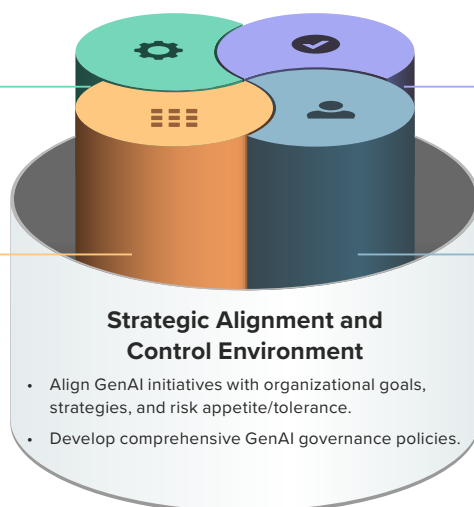 Strategic Alignment and
Control Environment
• Align GenAI initiatives with organizational goals,
strategies, and risk appetite/tolerance.
• Develop comprehensive GenAI governance policies.